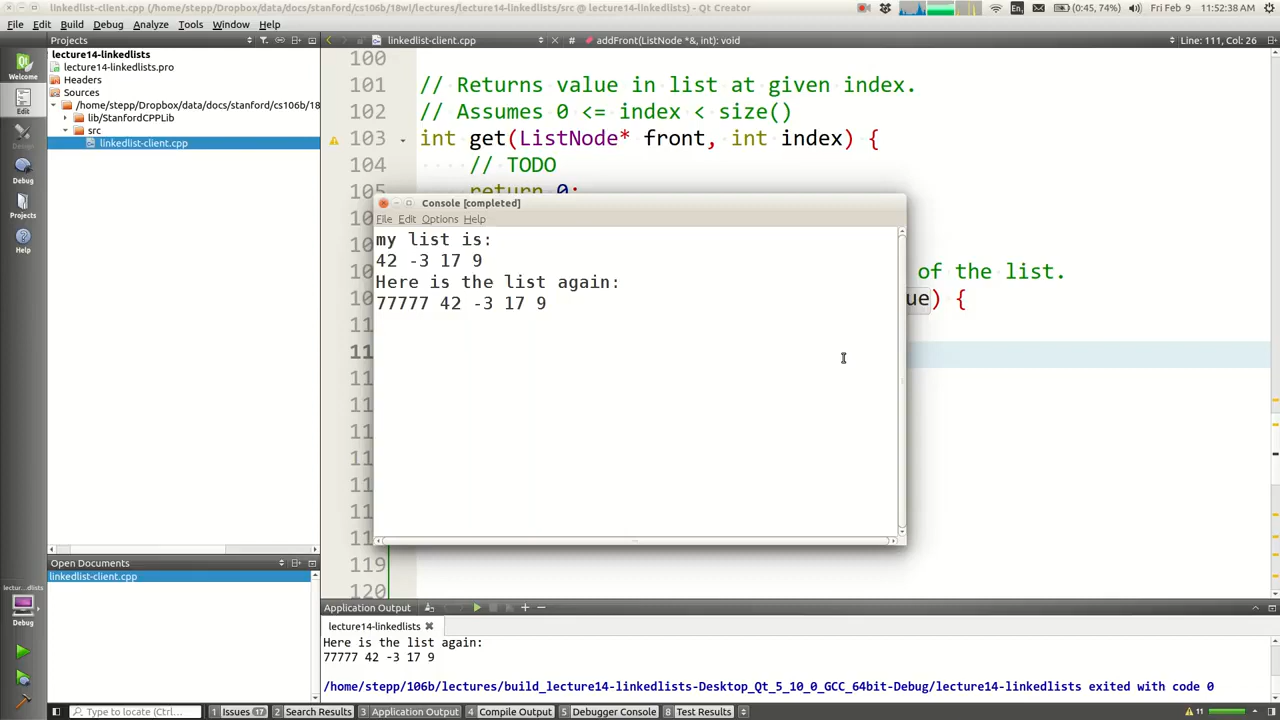 linkedlist-client.cpp (~/Dropbox/data/docs/stanford/cs106b/18wi/lectures/lecture14-linkedlists/src @ lecture14-linkedlists) - Qt Creator
(0:45, 74%) Fri Feb 9 11:52:38 AM
En
File Edit Build Debug Analyze Tools Window Help
Projects
linkedlist-client.cpp
# addFront(ListNode *&, int): void
Line: 111, Col: 26
lecture14-linkedlists
lecture14-linkedlists.pro
Headers
Sources
/home/stepp/Dropbox/data/docs/stanford/cs106b/18
lib/StanfordCPPLib
src
linkedlist-client.cpp
Welcome
Edit
Design
Debug
Projects
Help
100
101 // Returns value in list at given index.
102 // Assumes 0 <= index < size()
103 int get(ListNode* front, int index) {
104 // TODO
105 return 0;
of the list.
ue) {
119
120
Console [completed]
File Edit Options Help
my list is:
42 -3 17 9
Here is the list again:
77777 42 -3 17 9
Open Documents
linkedlist-client.cpp
lectur...dlists
Debug
Application Output
lecture14-linkedlists
Here is the list again:
77777 42 -3 17 9
/home/stepp/106b/lectures/build_lecture14-linkedlists-Desktop_Qt_5_10_0_GCC_64bit-Debug/lecture14-linkedlists exited with code 0
Type to locate (Ctrl+...
1 Issues 17 2 Search Results 3 Application Output 4 Compile Output 5 Debugger Console 8 Test Results
11